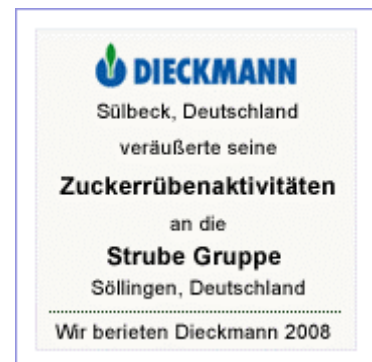 DIECKMANN
Sülbeck, Deutschland
veräußerte seine
Zuckerrübenaktivitäten
an die
Strube Gruppe
Söllingen, Deutschland
Wir berieten Dieckmann 2008